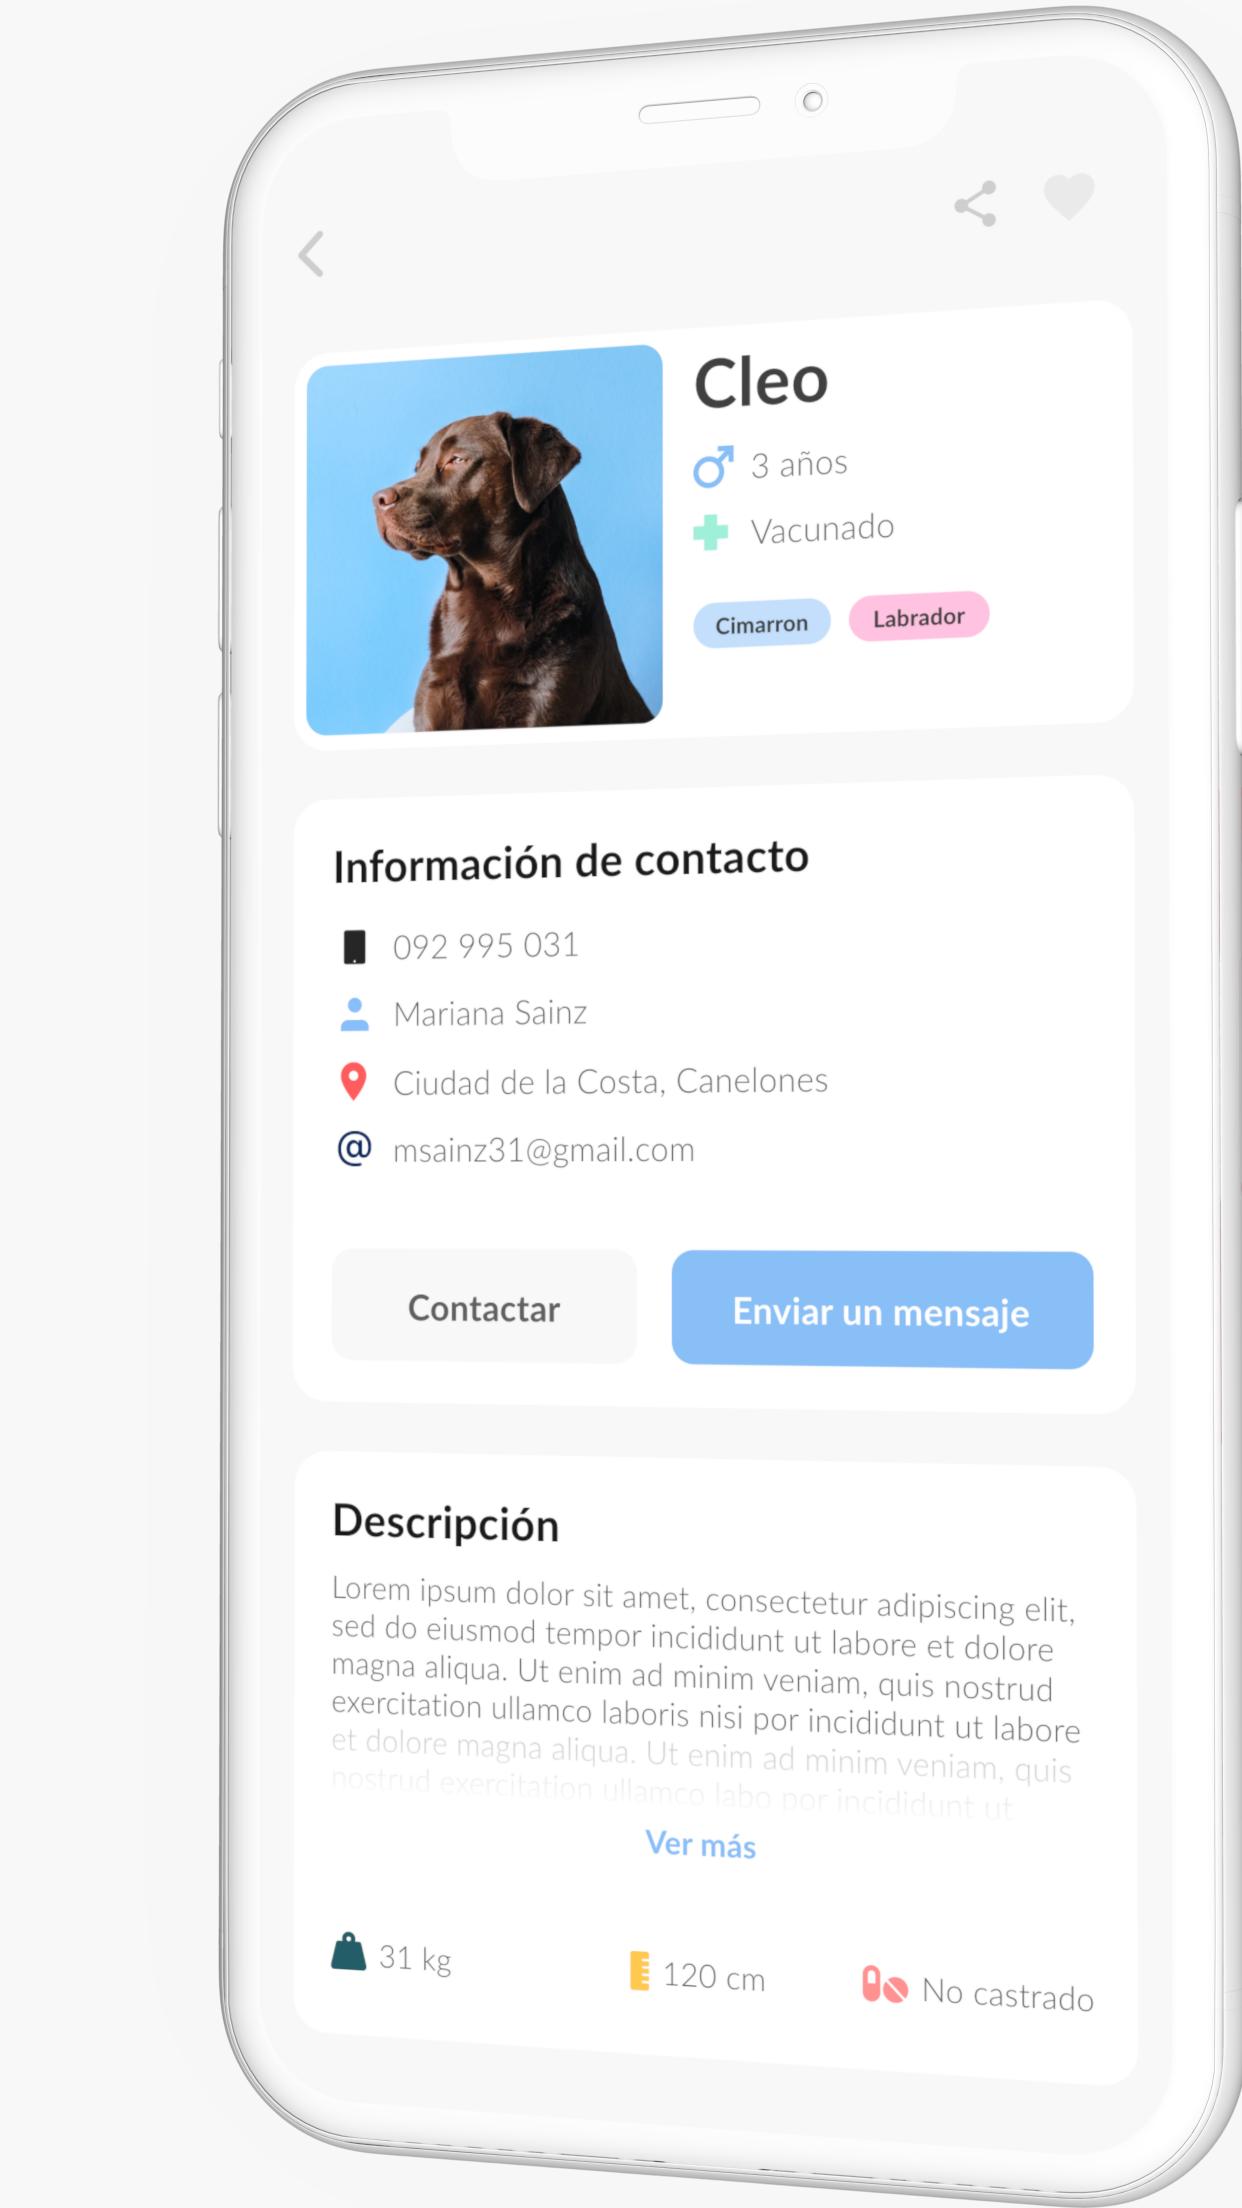 Cleo
3 años
Vacunado
Cimarron
Labrador
Información de contacto
092 995 031
Mariana Sainz
Ciudad de la Costa, Canelones
@ msainz31@gmail.com
Contactar
Enviar un mensaje
Descripción
Lorem ipsum dolor sit amet, consectetur adipiscing elit,
sed do eiusmod tempor incididunt ut labore et dolore
magna aliqua. Ut enim ad minim veniam, quis nostrud
exercitation ullamco laboris nisi por incididunt ut labore
et dolore magna aliqua. Ut enim ad minim veniam, quis
nostrud exercitation ullamco labo por incididunt ut
Ver más
31 kg
120 cm
No castrado